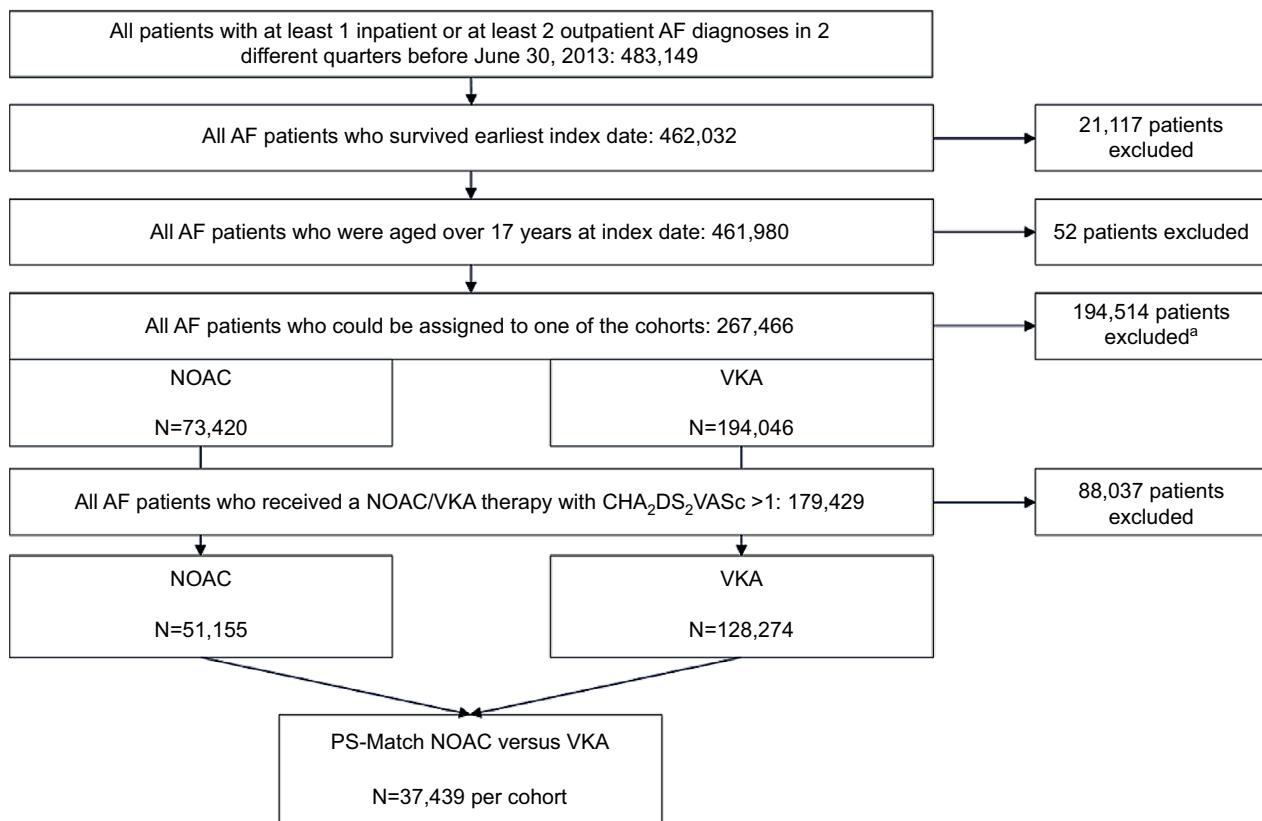 All patients with at least 1 inpatient or at least 2 outpatient AF diagnoses in 2
different quarters before June 30, 2013: 483,149
All AF patients who survived earliest index date: 462,032
21,117 patients
excluded
All AF patients who were aged over 17 years at index date: 461,980
52 patients excluded
All AF patients who could be assigned to one of the cohorts: 267,466
194,514 patients
excludedᵃ
NOAC
N=73,420
VKA
N=194,046
All AF patients who received a NOAC/VKA therapy with CHA₂DS₂VASc >1: 179,429
88,037 patients
excluded
NOAC
N=51,155
VKA
N=128,274
PS-Match NOAC versus VKA
N=37,439 per cohort